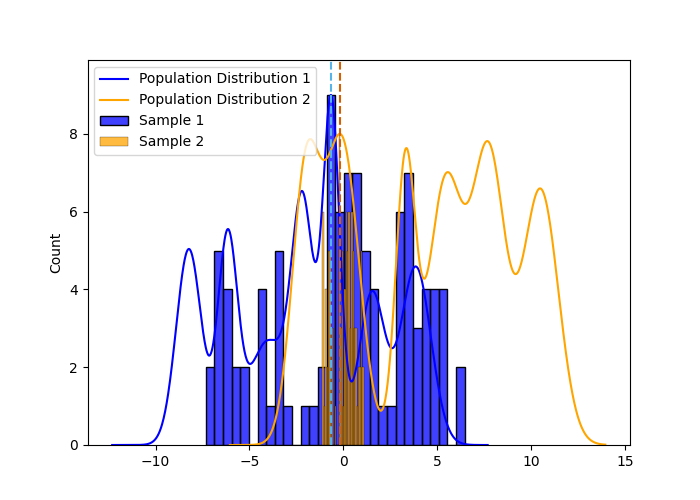 Population Distribution 1
Population Distribution 2
Sample 1
Sample 2
Count
8
6
4
2
0
−10
−5
0
5
10
15